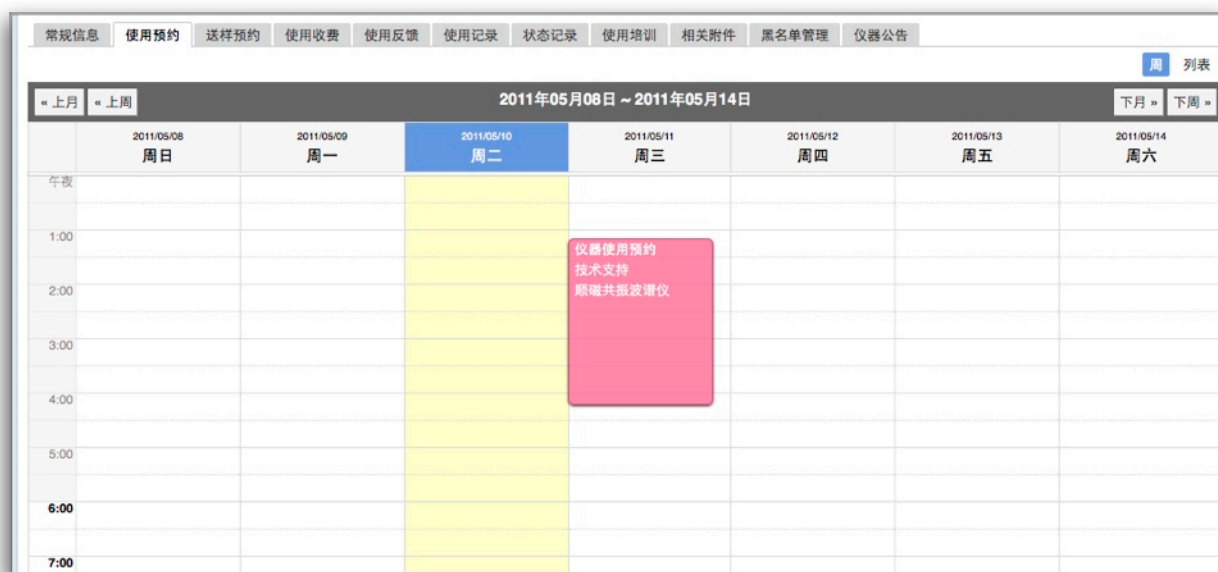 常规信息 使用预约 送样预约 使用收费 使用反馈 使用记录 状态记录 使用培训 相关附件 黑名单管理 仪器公告
周 列表
« 上月 « 上周 2011年05月08日 ~ 2011年05月14日 下月 » 下周 »
2011/05/08 2011/05/09 2011/05/10 2011/05/11 2011/05/12 2011/05/13 2011/05/14
周日 周一 周二 周三 周四 周五 周六
午夜
1:00
仪器使用预约
技术支持
2:00 顺磁共振波谱仪
3:00
4:00
5:00
6:00
7:00